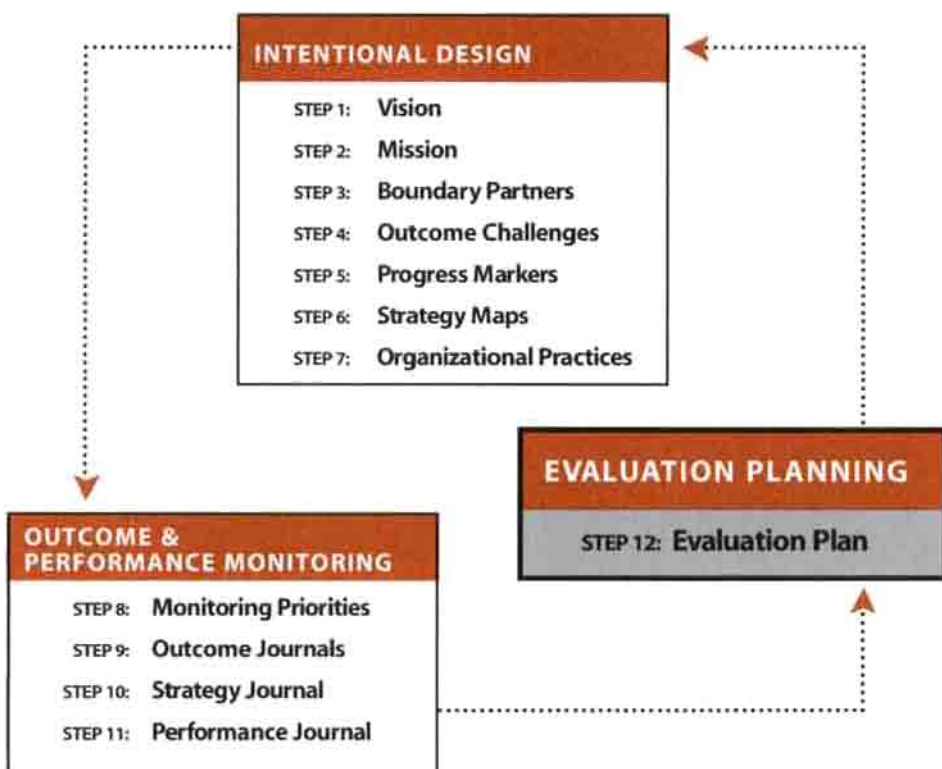 INTENTIONAL DESIGN
STEP 1: Vision
STEP 2: Mission
STEP 3: Boundary Partners
STEP 4: Outcome Challenges
STEP 5: Progress Markers
STEP 6: Strategy Maps
STEP 7: Organizational Practices
EVALUATION PLANNING
STEP 12: Evaluation Plan
OUTCOME &
PERFORMANCE MONITORING
STEP 8: Monitoring Priorities
STEP 9: Outcome Journals
STEP 10: Strategy Journal
STEP 11: Performance Journal